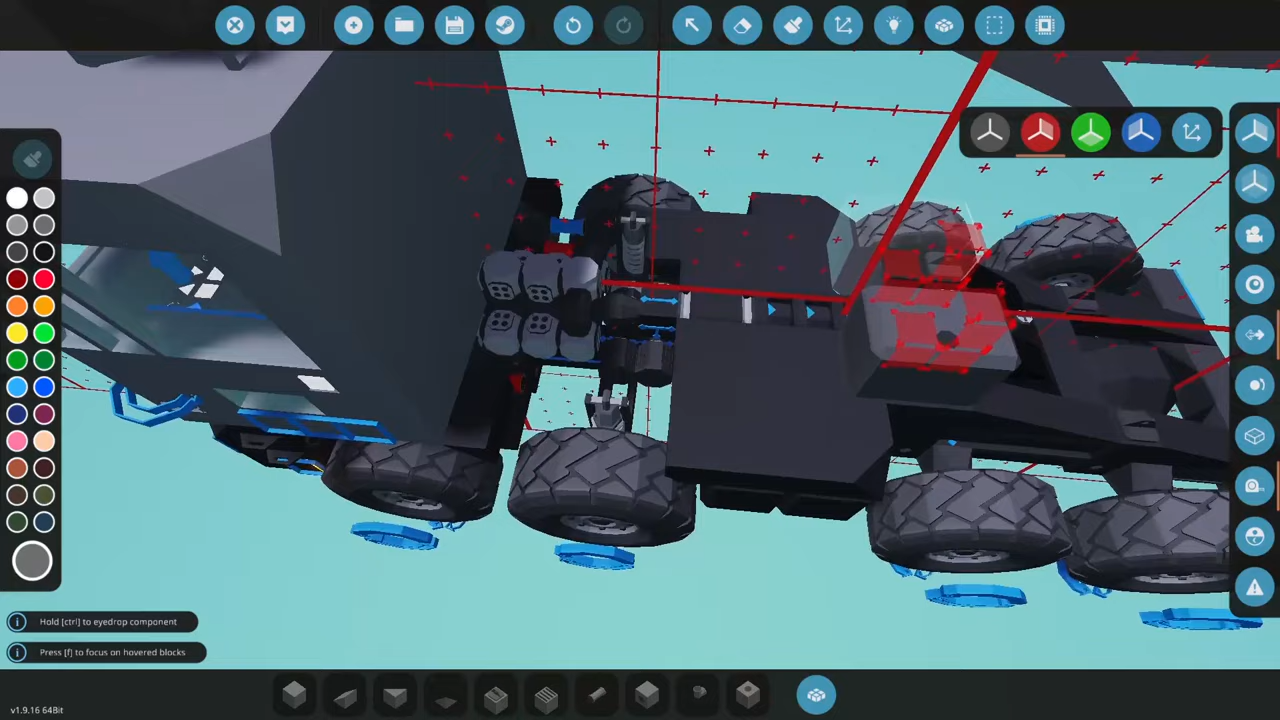 Hold [ctrl] to eyedrop component
Press [f] to focus on hovered blocks
v1.9.16 64Bit